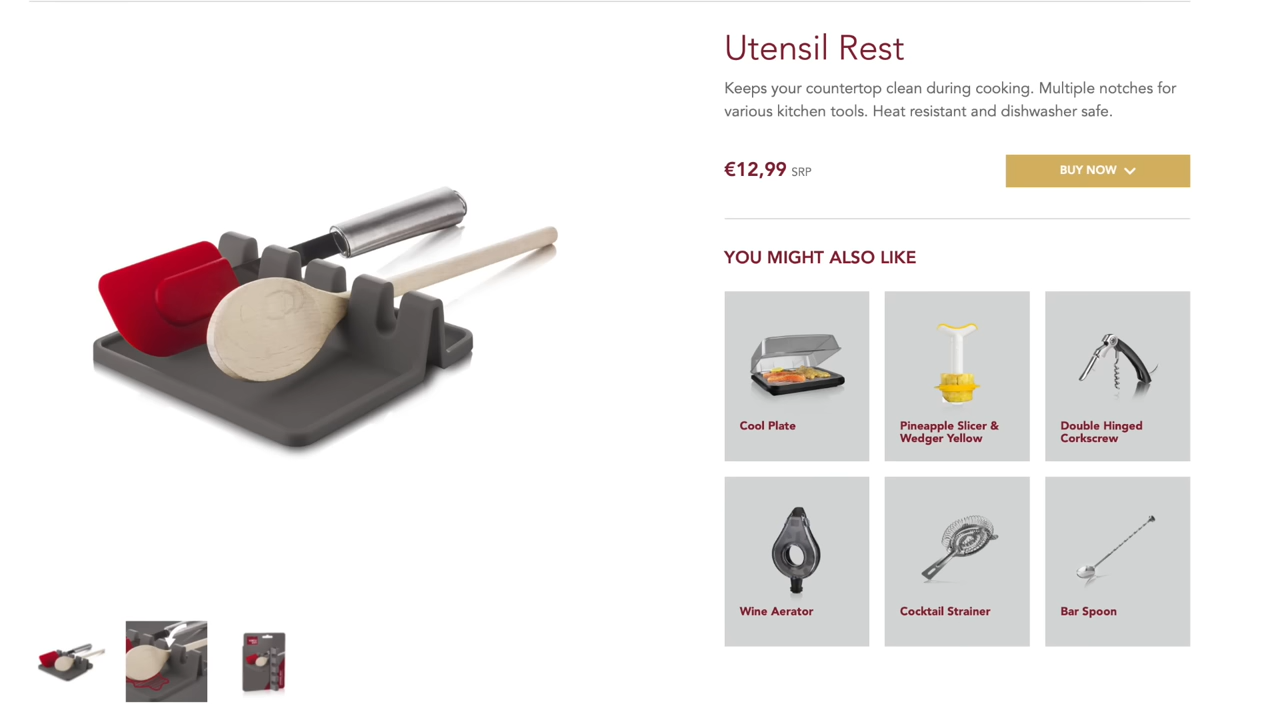 Utensil Rest
Keeps your countertop clean during cooking. Multiple notches for
various kitchen tools. Heat resistant and dishwasher safe.
€12,99 SRP
BUY NOW
YOU MIGHT ALSO LIKE
Cool Plate
Pineapple Slicer &
Wedger Yellow
Double Hinged
Corkscrew
Wine Aerator
Cocktail Strainer
Bar Spoon